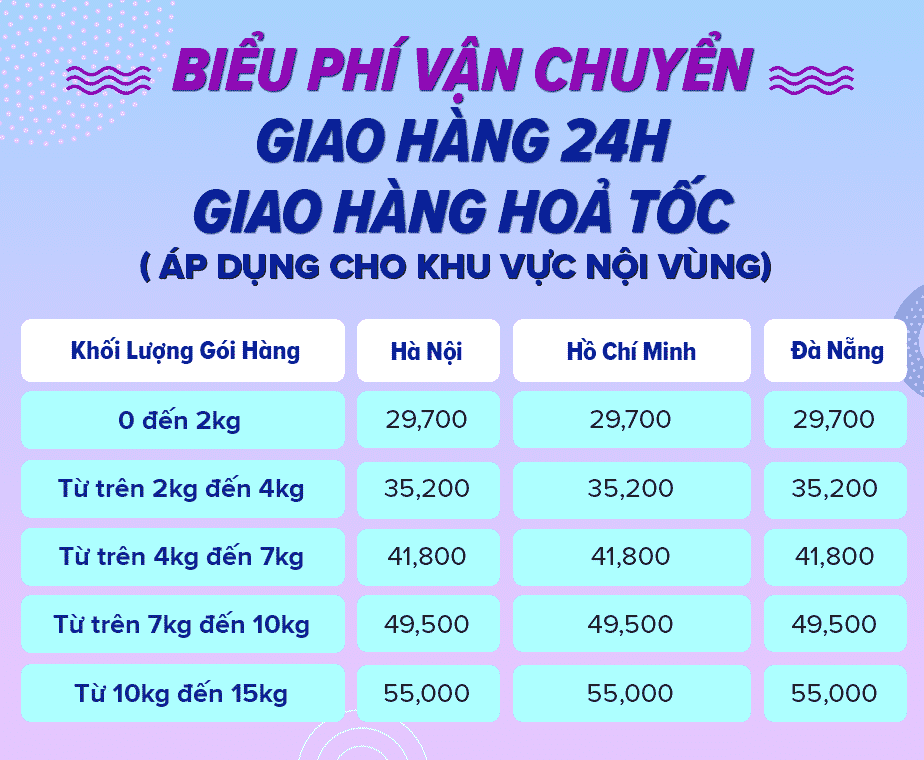 BIỂU PHÍ VẬN CHUYỂN
GIAO HÀNG 24H
GIAO HÀNG HOẢ TỐC
( ÁP DỤNG CHO KHU VỰC NỘI VÙNG)
Khối Lượng Gói Hàng Hà Nội Hồ Chí Minh Đà Nẵng
0 đến 2kg 29,700 29,700 29,700
Từ trên 2kg đến 4kg 35,200 35,200 35,200
Từ trên 4kg đến 7kg 41,800 41,800 41,800
Từ trên 7kg đến 10kg 49,500 49,500 49,500
Từ 10kg đến 15kg 55,000 55,000 55,000